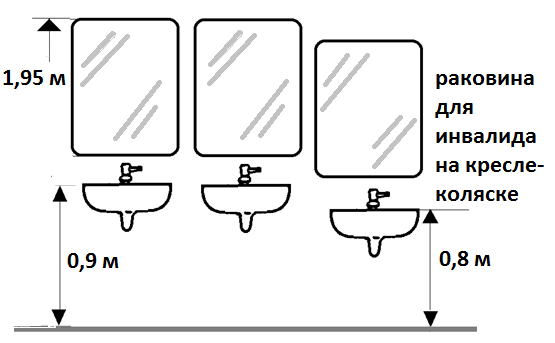 1,95 м
раковина
для
инвалида
на кресле-
коляске
0,9 м
0,8 м